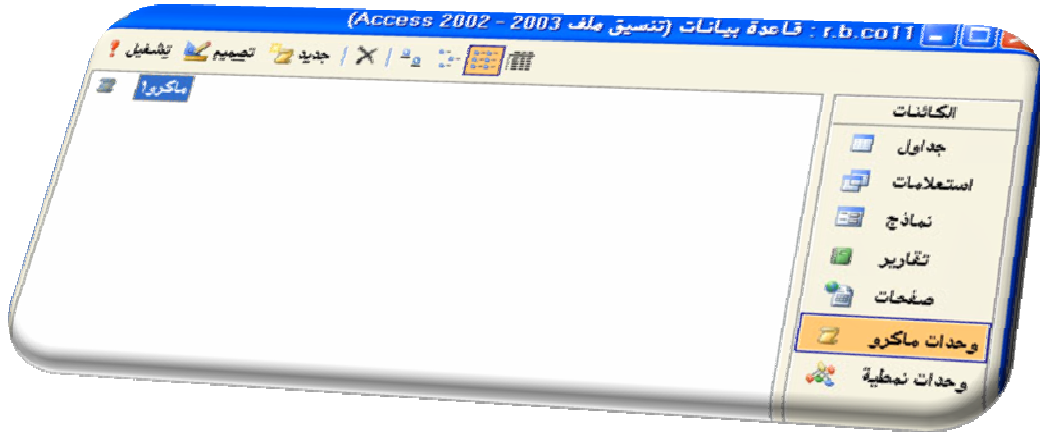 r.b.co11 : قاعدة بيانات (تنسيق ملف Access 2002 - 2003)
جديد تصميم تشغيل
ماكرو1
الكائنات
جداول
استعلامات
نماذج
تقارير
صفحات
وحدات ماكرو
وحدات نمطية